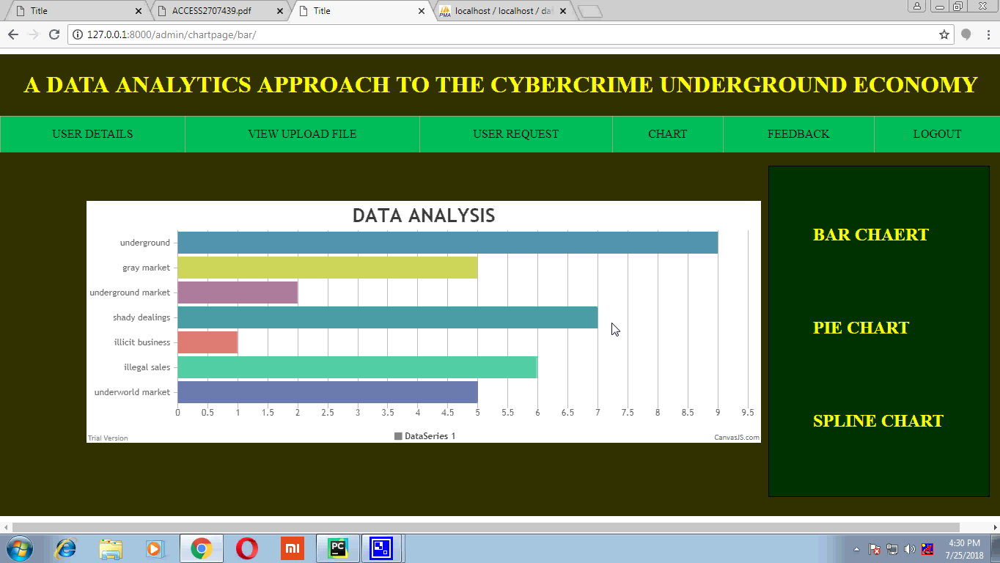 Title
ACCESS2707439.pdf
Title
localhost / localhost / da
127.0.0.1:8000/admin/chartpage/bar/
A DATA ANALYTICS APPROACH TO THE CYBERCRIME UNDERGROUND ECONOMY
USER DETAILS VIEW UPLOAD FILE USER REQUEST CHART FEEDBACK LOGOUT
DATA ANALYSIS
underground
gray market
underground market
shady dealings
illicit business
illegal sales
underworld market
0 0.5 1 1.5 2 2.5 3 3.5 4 4.5 5 5.5 6 6.5 7 7.5 8 8.5 9 9.5
DataSeries 1
Trial Version
CanvasJS.com
BAR CHAERT
PIE CHART
SPLINE CHART
PC
4:30 PM
7/25/2018